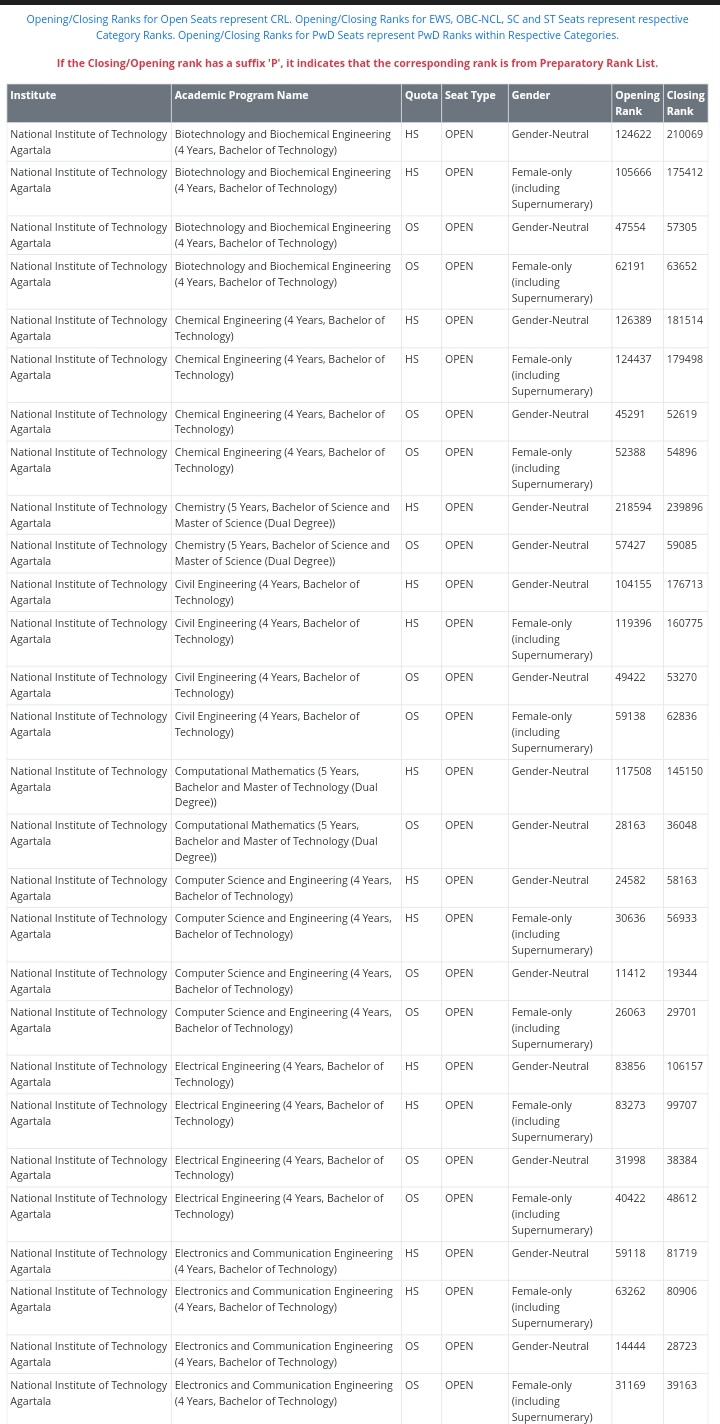 Opening/Closing Ranks for Open Seats represent CRL. Opening/Closing Ranks for EWS, OBC-NCL, SC and ST Seats represent respective
Category Ranks. Opening/Closing Ranks for PwD Seats represent PwD Ranks within Respective Categories.
If the Closing/Opening rank has a suffix 'P', it indicates that the corresponding rank is from Preparatory Rank List.
Institute Academic Program Name Quota Seat Type Gender Opening Closing
Rank Rank
National Institute of Technology Biotechnology and Biochemical Engineering HS OPEN Gender-Neutral 124622 210069
Agartala (4 Years, Bachelor of Technology)
National Institute of Technology Biotechnology and Biochemical Engineering HS OPEN Female-only 105666 175412
Agartala (4 Years, Bachelor of Technology) (including
Supernumerary)
National Institute of Technology Biotechnology and Biochemical Engineering OS OPEN Gender-Neutral 47554 57305
Agartala (4 Years, Bachelor of Technology)
National Institute of Technology Biotechnology and Biochemical Engineering OS OPEN Female-only 62191 63652
Agartala (4 Years, Bachelor of Technology) (including
Supernumerary)
National Institute of Technology Chemical Engineering (4 Years, Bachelor of HS OPEN Gender-Neutral 126389 181514
Agartala Technology)
National Institute of Technology Chemical Engineering (4 Years, Bachelor of HS OPEN Female-only 124437 179498
Agartala Technology) (including
Supernumerary)
National Institute of Technology Chemical Engineering (4 Years, Bachelor of OS OPEN Gender-Neutral 45291 52619
Agartala Technology)
National Institute of Technology Chemical Engineering (4 Years, Bachelor of OS OPEN Female-only 52388 54896
Agartala Technology) (including
Supernumerary)
National Institute of Technology Chemistry (5 Years, Bachelor of Science and HS OPEN Gender-Neutral 218594 239896
Agartala Master of Science (Dual Degree))
National Institute of Technology Chemistry (5 Years, Bachelor of Science and OS OPEN Gender-Neutral 57427 59085
Agartala Master of Science (Dual Degree))
National Institute of Technology Civil Engineering (4 Years, Bachelor of HS OPEN Gender-Neutral 104155 176713
Agartala Technology)
National Institute of Technology Civil Engineering (4 Years, Bachelor of HS OPEN Female-only 119396 160775
Agartala Technology) (including
Supernumerary)
National Institute of Technology Civil Engineering (4 Years, Bachelor of OS OPEN Gender-Neutral 49422 53270
Agartala Technology)
National Institute of Technology Civil Engineering (4 Years, Bachelor of OS OPEN Female-only 59138 62836
Agartala Technology) (including
Supernumerary)
National Institute of Technology Computational Mathematics (5 Years, HS OPEN Gender-Neutral 117508 145150
Agartala Bachelor and Master of Technology (Dual
Degree))
National Institute of Technology Computational Mathematics (5 Years, OS OPEN Gender-Neutral 28163 36048
Agartala Bachelor and Master of Technology (Dual
Degree))
National Institute of Technology Computer Science and Engineering (4 Years, HS OPEN Gender-Neutral 24582 58163
Agartala Bachelor of Technology)
National Institute of Technology Computer Science and Engineering (4 Years, HS OPEN Female-only 30636 56933
Agartala Bachelor of Technology) (including
Supernumerary)
National Institute of Technology Computer Science and Engineering (4 Years, OS OPEN Gender-Neutral 11412 19344
Agartala Bachelor of Technology)
National Institute of Technology Computer Science and Engineering (4 Years, OS OPEN Female-only 26063 29701
Agartala Bachelor of Technology) (including
Supernumerary)
National Institute of Technology Electrical Engineering (4 Years, Bachelor of HS OPEN Gender-Neutral 83856 106157
Agartala Technology)
National Institute of Technology Electrical Engineering (4 Years, Bachelor of HS OPEN Female-only 83273 99707
Agartala Technology) (including
Supernumerary)
National Institute of Technology Electrical Engineering (4 Years, Bachelor of OS OPEN Gender-Neutral 31998 38384
Agartala Technology)
National Institute of Technology Electrical Engineering (4 Years, Bachelor of OS OPEN Female-only 40422 48612
Agartala Technology) (including
Supernumerary)
National Institute of Technology Electronics and Communication Engineering HS OPEN Gender-Neutral 59118 81719
Agartala (4 Years, Bachelor of Technology)
National Institute of Technology Electronics and Communication Engineering HS OPEN Female-only 63262 80906
Agartala (4 Years, Bachelor of Technology) (including
Supernumerary)
National Institute of Technology Electronics and Communication Engineering OS OPEN Gender-Neutral 14444 28723
Agartala (4 Years, Bachelor of Technology)
National Institute of Technology Electronics and Communication Engineering OS OPEN Female-only 31169 39163
Agartala (4 Years, Bachelor of Technology) (including
Supernumerary)